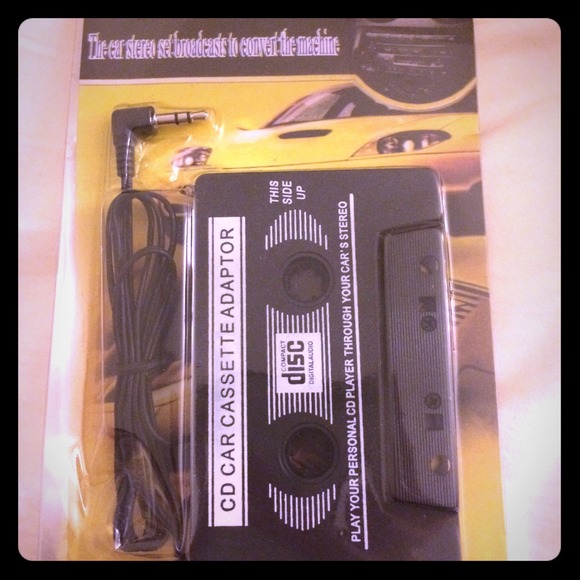 The car stereo set broadcasts to convert the machine
THIS
SIDE
UP
CD CAR CASSETTE ADAPTOR
COMPACT
disc
DIGITAL AUDIO
PLAY YOUR PERSONAL CD PLAYER THROUGH YOUR CAR'S STEREO